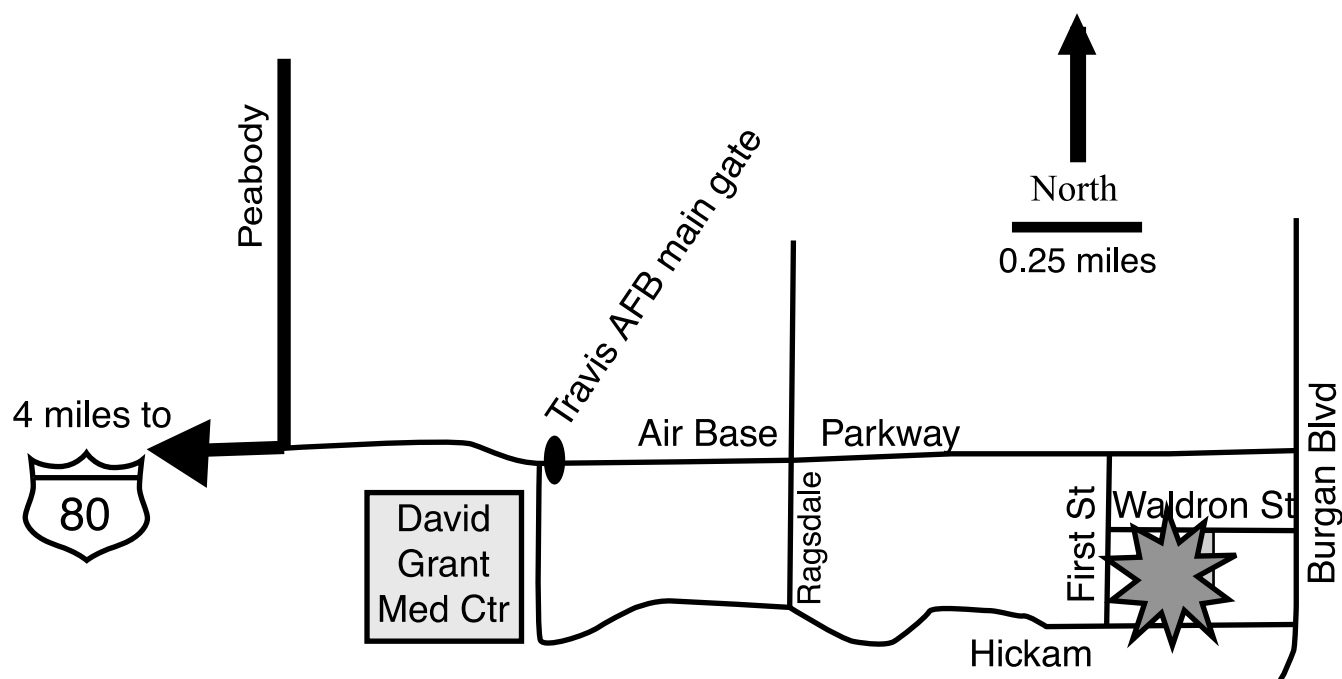 North
0.25 miles
Peabody
Travis AFB main gate
4 miles to
80
Air Base Parkway
David
Grant
Med Ctr
Ragsdale
First St
Waldron St
Burgan Blvd
Hickam